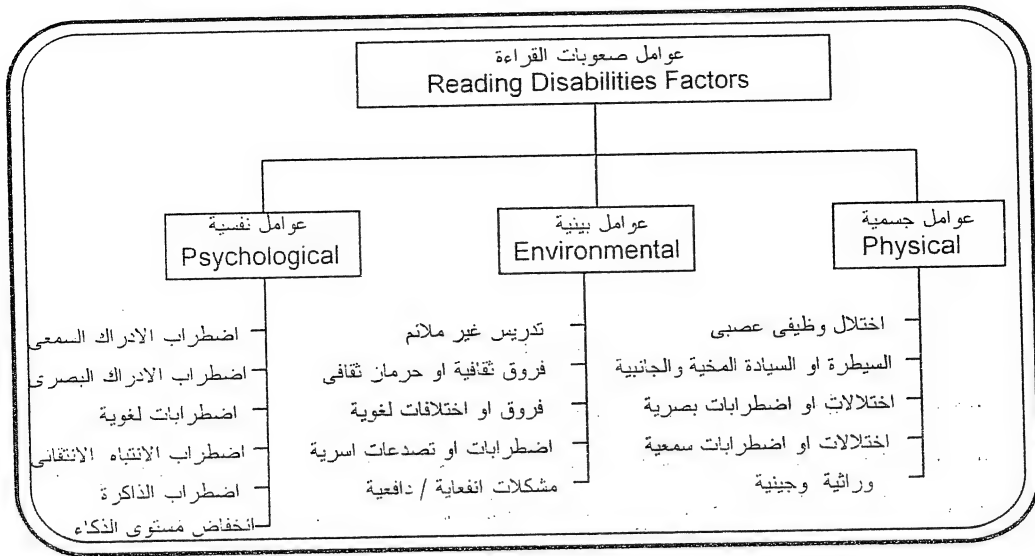 عوامل صعوبات القراءة
Reading Disabilities Factors
عوامل جسمية
Physical
اختلال وظيفى عصبى
السيطرة او السيادة المخية والجانبية
اختلالات او اضطرابات بصرية
اختلالات او اضطرابات سمعية
وراثية وجينية
عوامل بيئية
Environmental
تدريس غير ملائم
فروق ثقافية او حرمان ثقافى
فروق او اختلافات لغوية
اضطرابات او تصدعات اسرية
مشكلات انفعاية / دافعية
عوامل نفسية
Psychological
اضطراب الادراك السمعى
اضطراب الادراك البصرى
اضطرابات لغوية
اضطراب الانتباه الانتقائى
اضطراب الذاكرة
انخفاض مستوى الذكاء